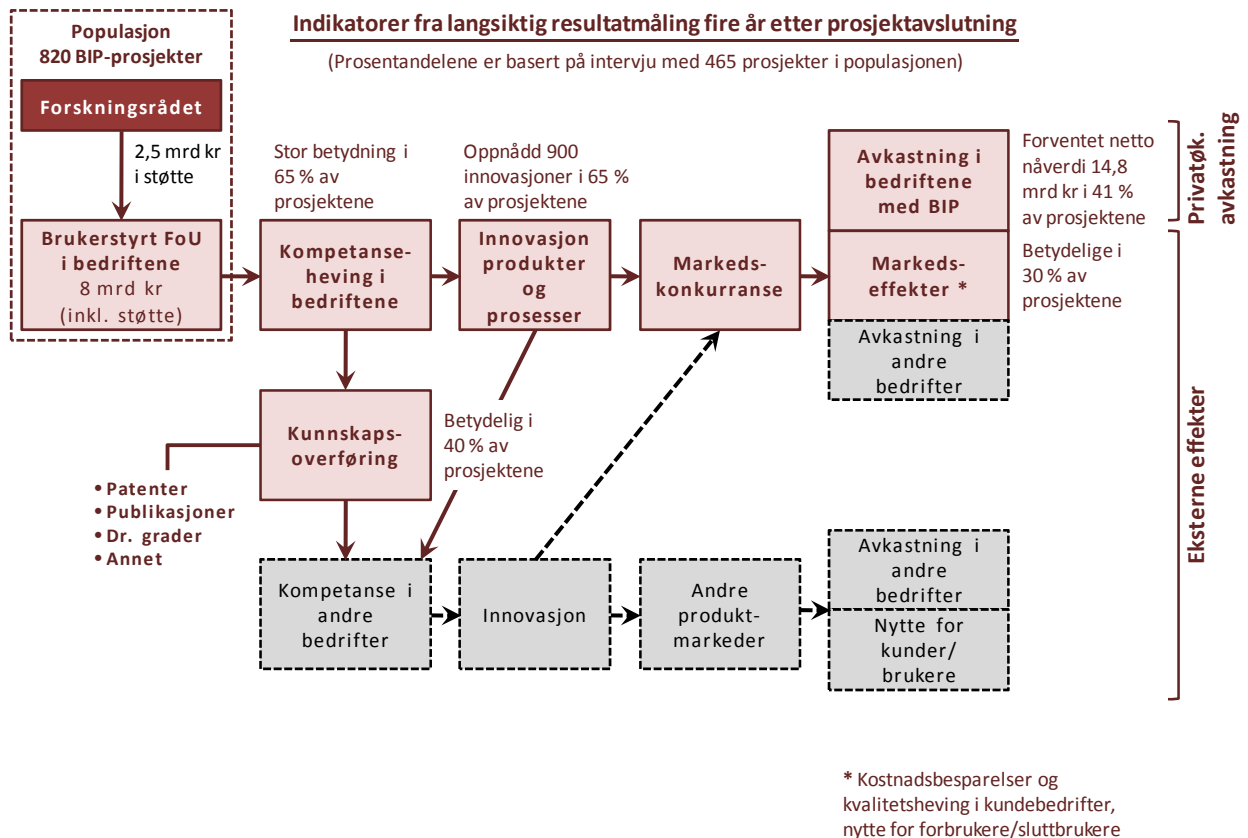 Indikatorer fra langsiktig resultatmåling fire år etter prosjektavslutning
(Prosentandelene er basert på intervju med 465 prosjekter i populasjonen)
Populasjon
820 BIP-prosjekter
Forskningsrådet
2,5 mrd kr
i støtte
Brukerstyrt FoU
i bedriftene
8 mrd kr
(inkl. støtte)
Stor betydning i
65 % av
prosjektene
Kompetanse-
heving i
bedriftene
Oppnådd 900
innovasjoner i 65 %
av prosjektene
Innovasjon
produkter
og
prosesser
Markeds-
konkurranse
Avkastning i
bedriftene
med BIP
Forventet netto
nåverdi 14,8
mrd kr i 41 %
av prosjektene
Privatøk.
avkastning
Markeds-
effekter *
Betydelige i
30 % av
prosjektene
Avkastning i
andre
bedrifter
Kunnskaps-
overføring
Betydelig i
40 % av
prosjektene
• Patenter
• Publikasjoner
• Dr. grader
• Annet
Kompetanse i
andre
bedrifter
Innovasjon
Andre
produkt-
markeder
Avkastning i
andre
bedrifter
Nytte for
kunder/
brukere
Eksterne effekter
* Kostnadsbesparelser og
kvalitetsheving i kundebedrifter,
nytte for forbrukere/sluttbrukere